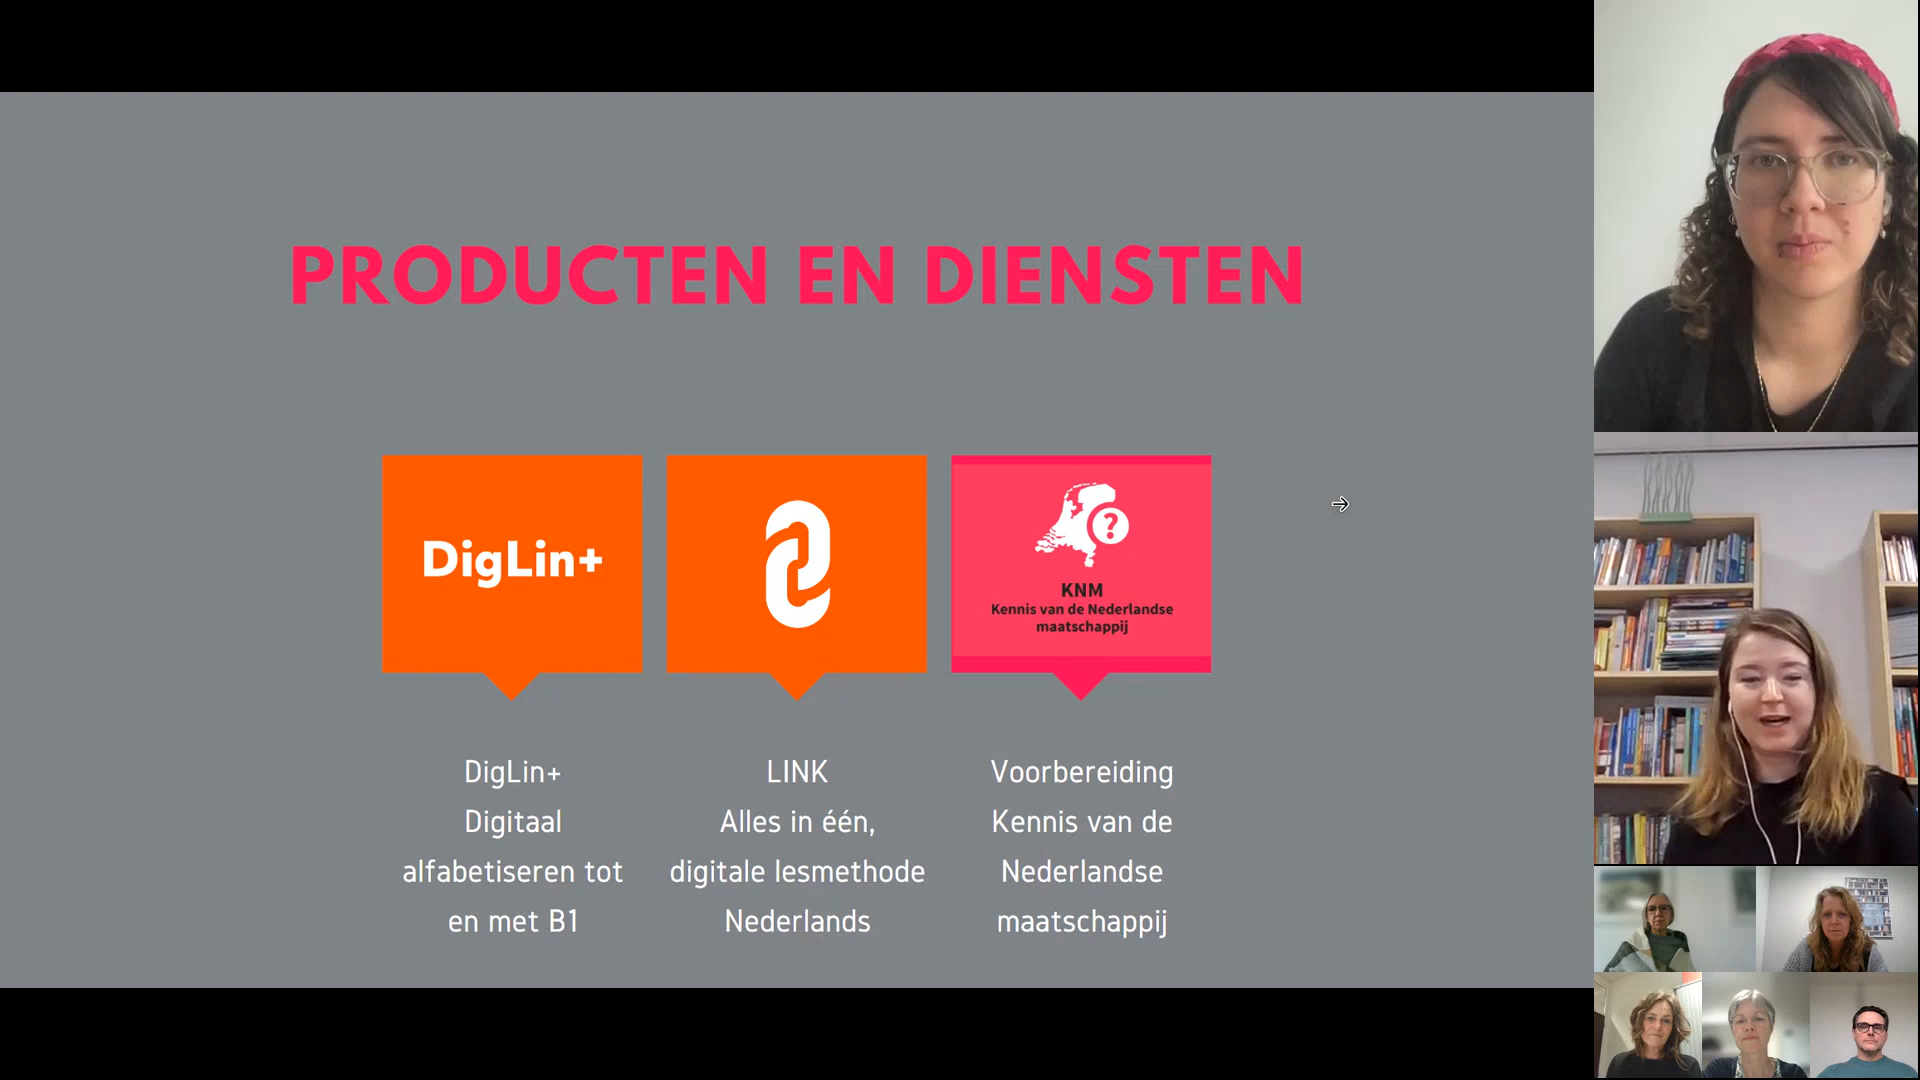 PRODUCTEN EN DIENSTEN
DigLin+
?
KNM
Kennis van de Nederlandse
maatschappij
DigLin+
Digitaal
alfabetiseren tot
en met B1
LINK
Alles in één,
digitale lesmethode
Nederlands
Voorbereiding
Kennis van de
Nederlandse
maatschappij